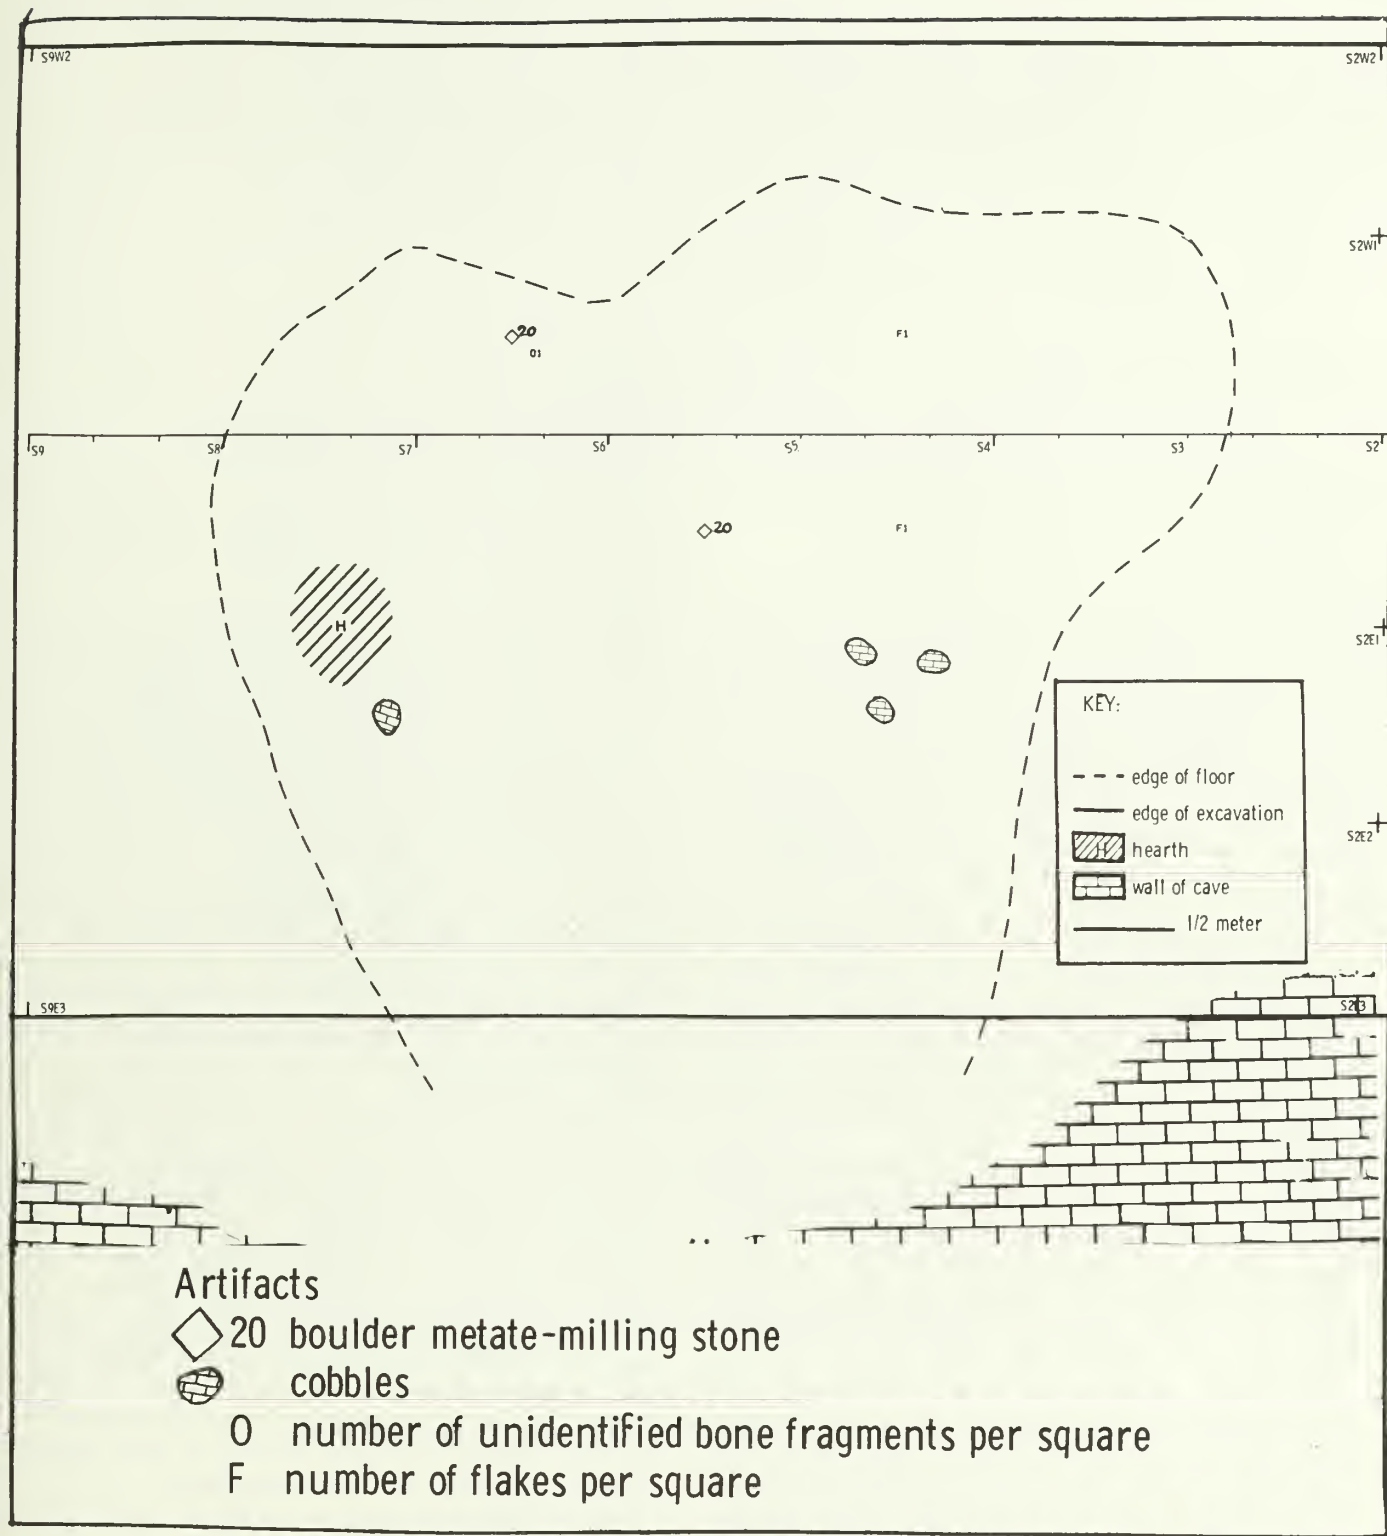 S9W2 S2W2
S2W1
20
O1 F1
S9 S8 S7 S6 S5 S4 S3 S2
20 F1
H
S2E1
KEY:
edge of floor
edge of excavation
S2E2
H hearth
wall of cave
1/2 meter
S9E3 S2E3
Artifacts
20 boulder metate-milling stone
cobbles
O number of unidentified bone fragments per square
F number of flakes per square